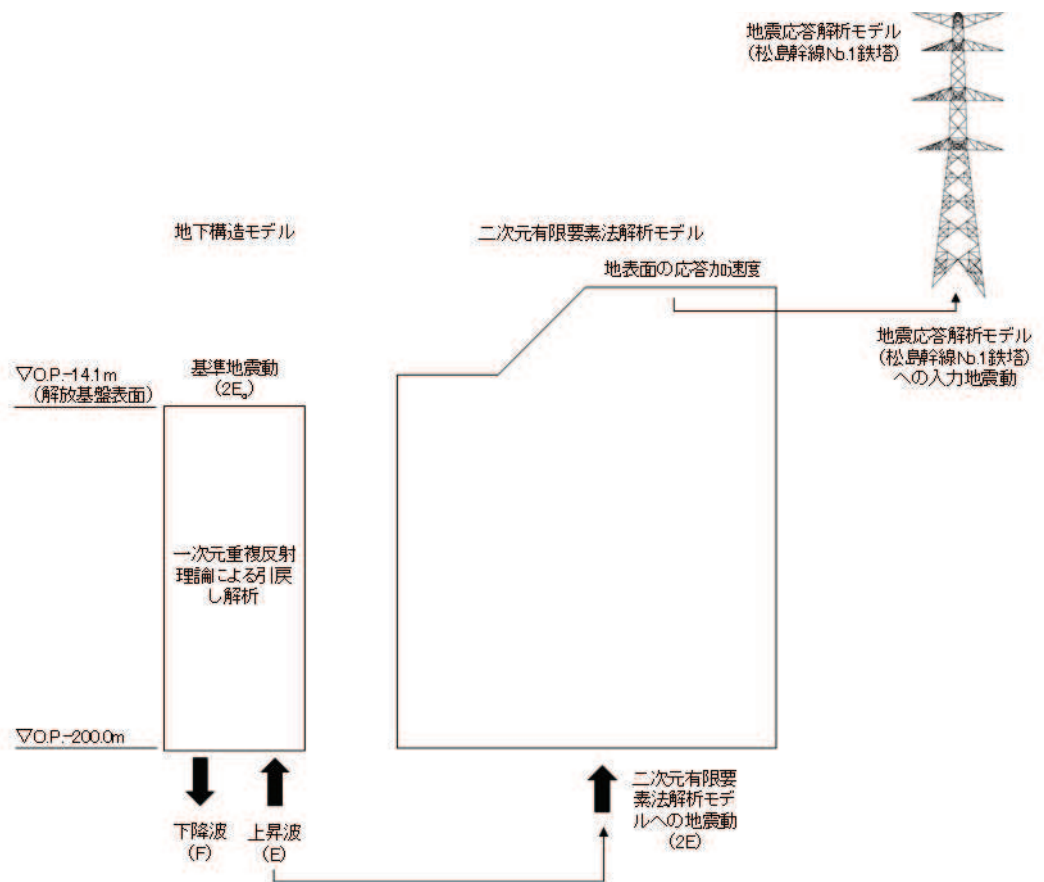 地震応答解析モデル
(松島幹線No.1鉄塔)
地下構造モデル
二次元有限要素法解析モデル
地表面の応答加速度
地震応答解析モデル
(松島幹線No.1鉄塔)
への入力地震動
▽O.P.-14.1m
(解放基盤表面)
基準地震動
(2E₀)
一次元重複反射
理論による引戻
し解析
▽O.P.-200.0m
下降波
(F)
上昇波
(E)
二次元有限要
素法解析モデ
ルへの地震動
(2E)